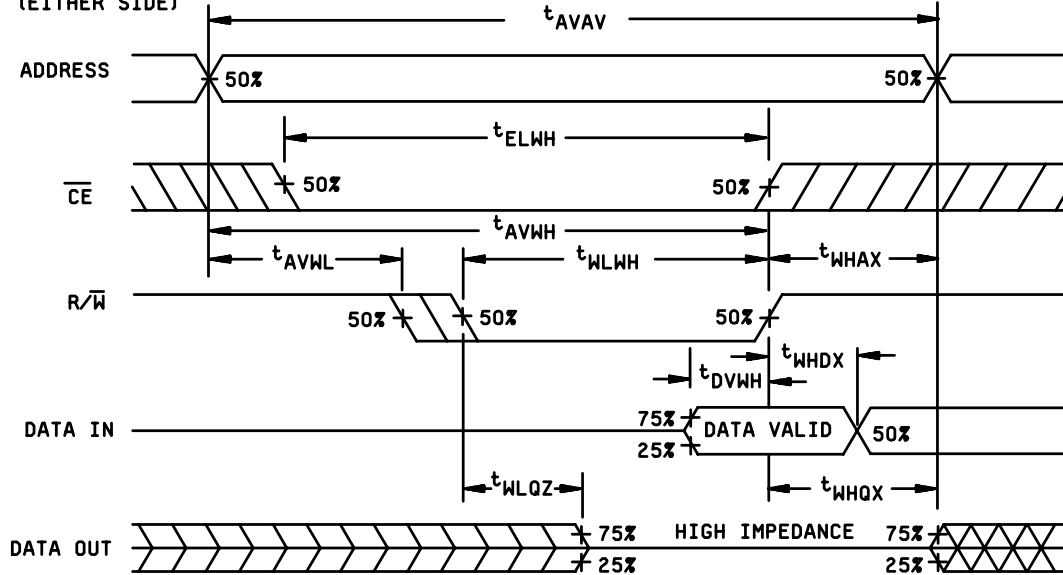 (EITHER SIDE)
tAVAV
ADDRESS
50%
50%
tELWH
CE
50%
50%
tAVWH
tAVWL
tWLWH
tWHAX
R/W
50%
50%
50%
tWHDX
tDVWH
DATA IN
75%
25%
DATA VALID
50%
tWLQZ
tWHQX
DATA OUT
75%
25%
HIGH IMPEDANCE
75%
25%